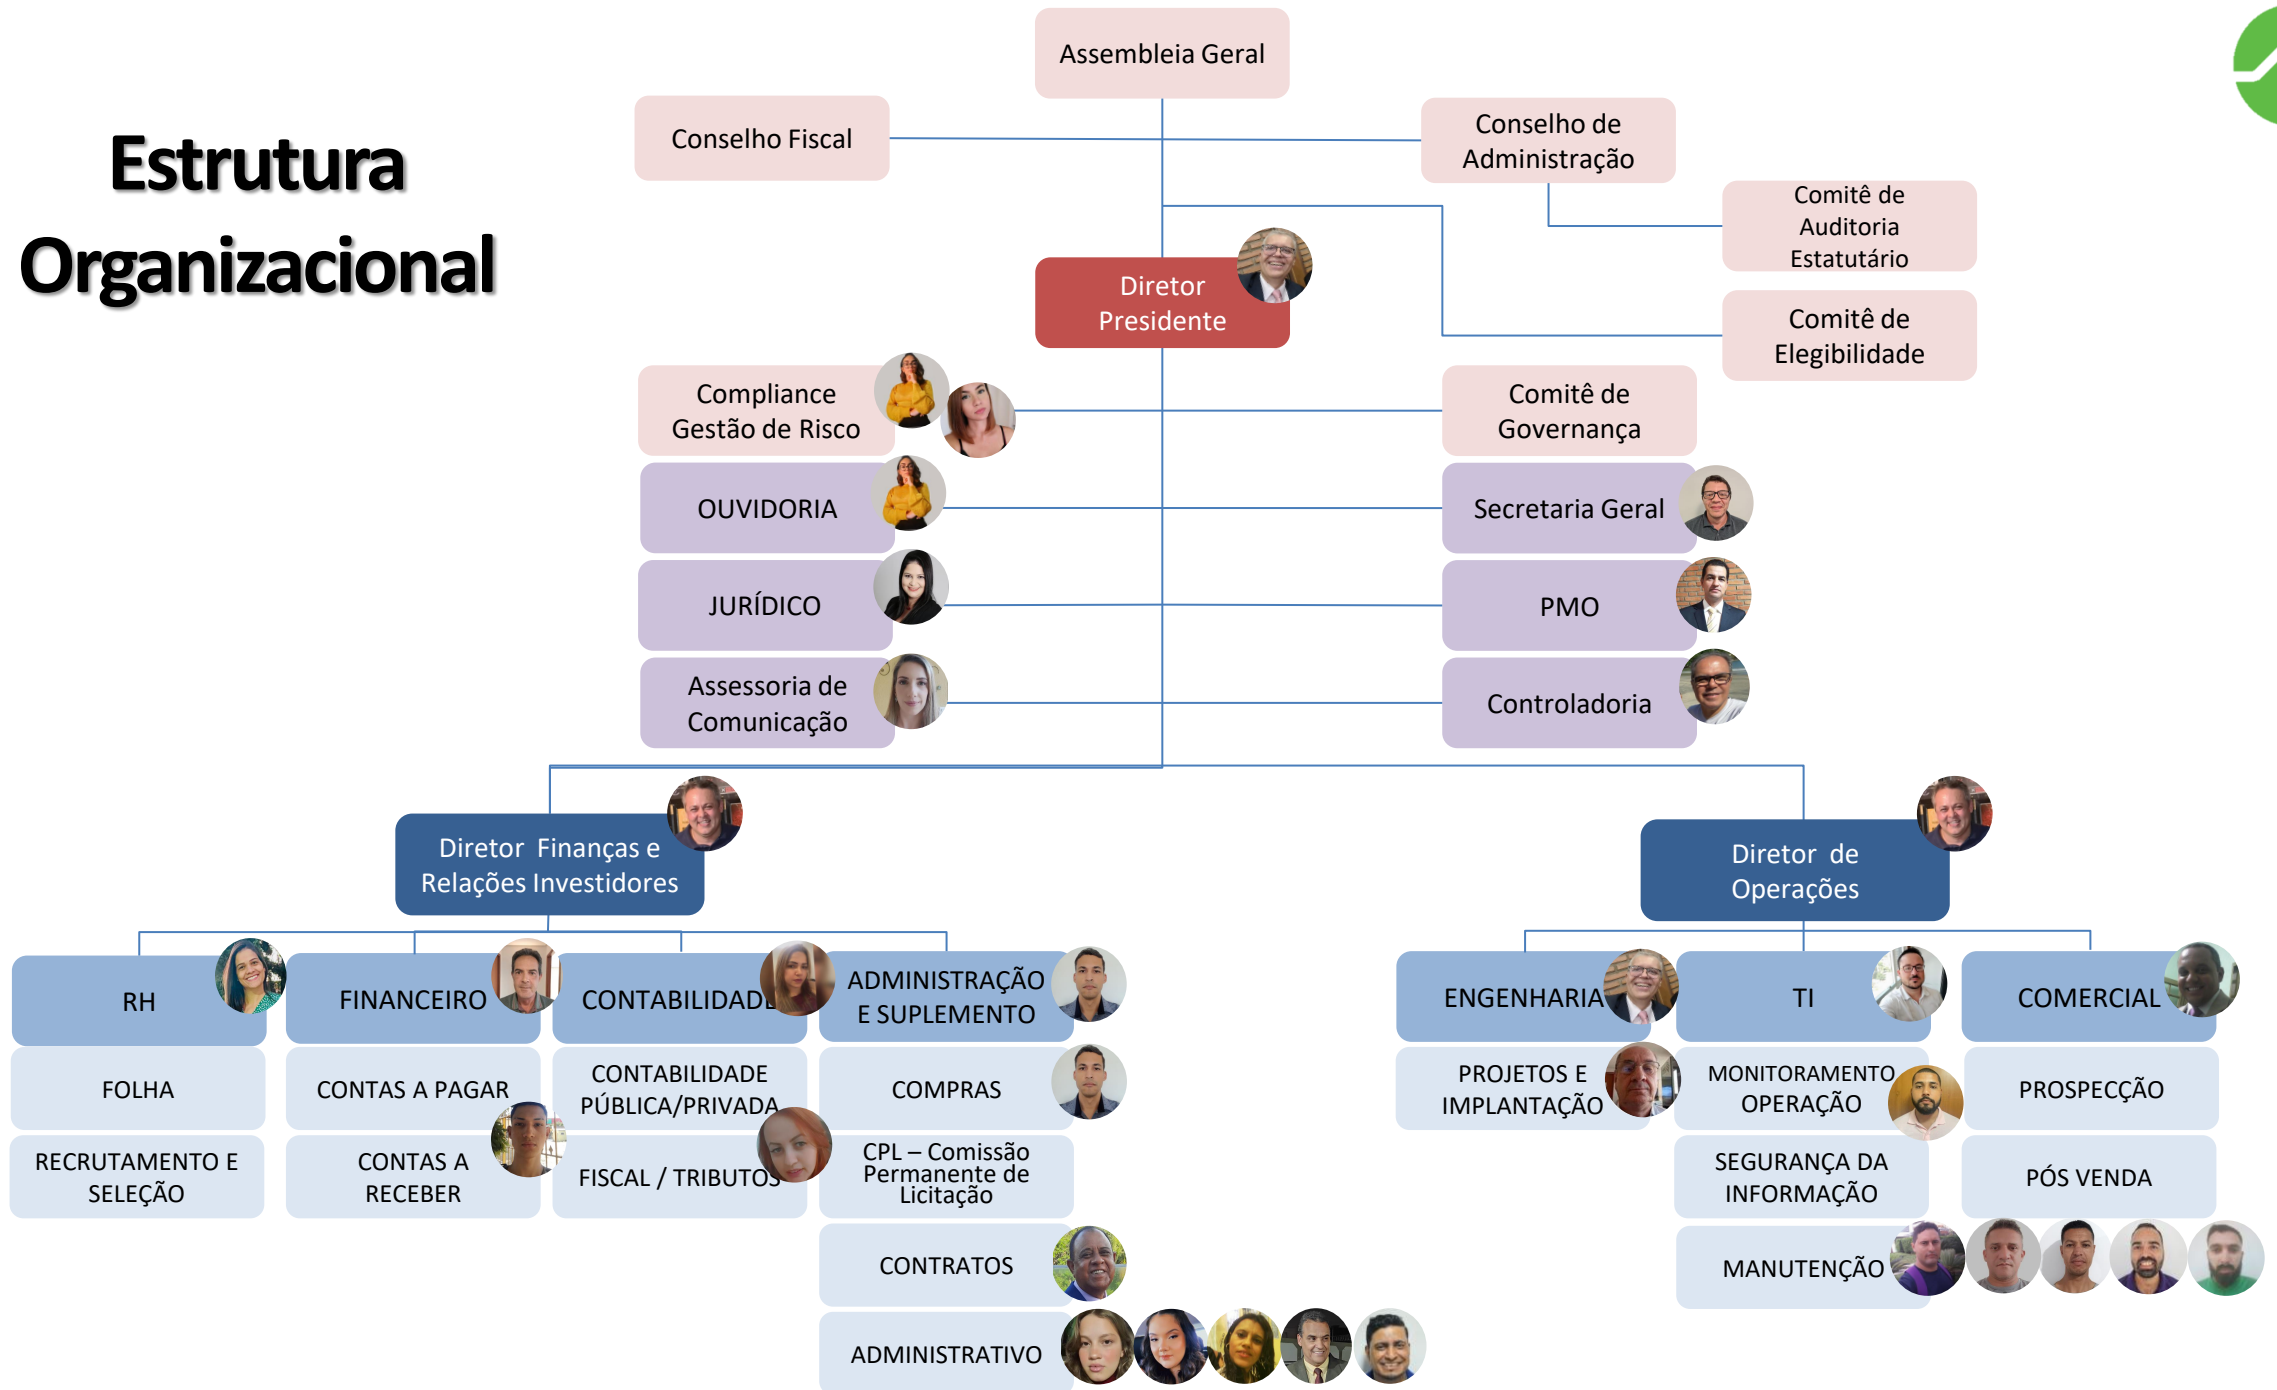 Assembleia Geral
Conselho Fiscal
Conselho de
Administração
Estrutura
Organizacional
Comitê de
Auditoria
Estatutário
Diretor
Presidente
Comitê de
Elegibilidade
Compliance
Gestão de Risco
Comitê de
Governança
OUVIDORIA
Secretaria Geral
JURÍDICO
PMO
Assessoria de
Comunicação
Controladoria
Diretor  Finanças e
Relações Investidores
Diretor  de
Operações
RH
FINANCEIRO
CONTABILIDADE
ADMINISTRAÇÃO
E SUPLEMENTO
ENGENHARIA
TI
COMERCIAL
FOLHA
CONTAS A PAGAR
CONTABILIDADE
PÚBLICA/PRIVADA
COMPRAS
PROJETOS E
IMPLANTAÇÃO
MONITORAMENTO
OPERAÇÃO
PROSPECÇÃO
RECRUTAMENTO E
SELEÇÃO
CONTAS A
RECEBER
FISCAL / TRIBUTOS
CPL – Comissão
Permanente de
Licitação
SEGURANÇA DA
INFORMAÇÃO
PÓS VENDA
CONTRATOS
MANUTENÇÃO
ADMINISTRATIVO